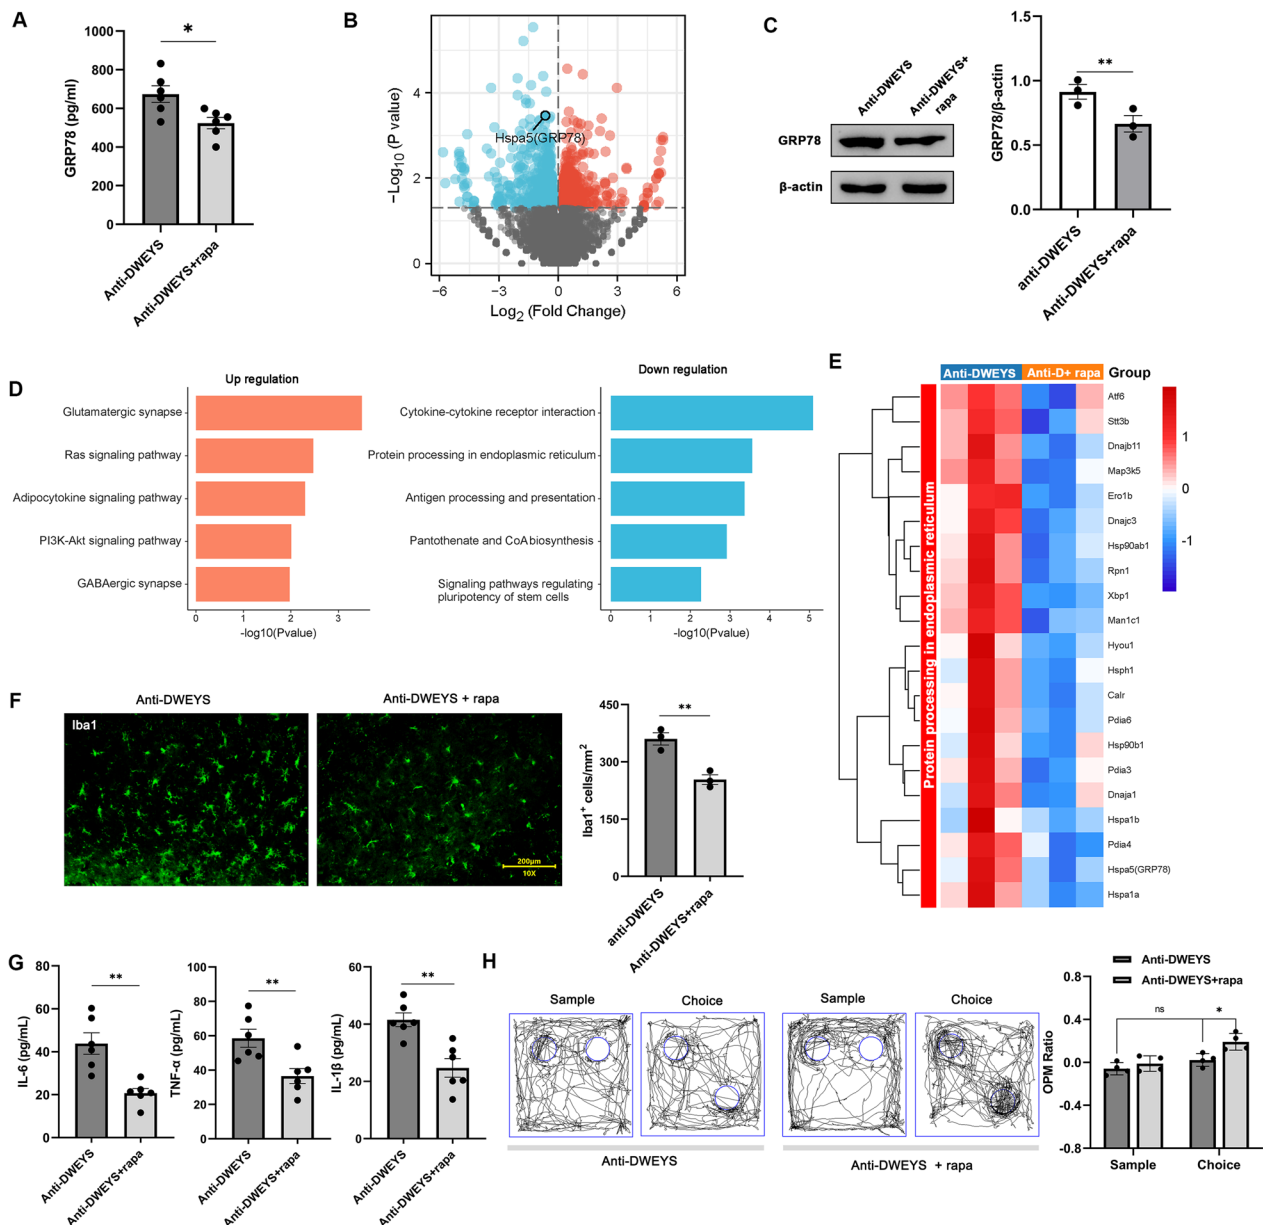 A
*
1000
800
600
400
200
0
GRP78 (pg/ml)
Anti-DWEYS
Anti-DWEYS+rapa
B
4
2
0
−Log10 (P value)
Hspa5(GRP78)
−6
−3
0
3
6
Log2 (Fold Change)
C
Anti-DWEYS
Anti-DWEYS+
rapa
GRP78
β-actin
**
1.5
1.0
0.5
0.0
GRP78/β-actin
anti-DWEYS
Anti-DWEYS+rapa
D
Up regulation
Glutamatergic synapse
Ras signaling pathway
Adipocytokine signaling pathway
PI3K-Akt signaling pathway
GABAergic synapse
0
1
2
3
-log10(Pvalue)
Down regulation
Cytokine-cytokine receptor interaction
Protein processing in endoplasmic reticulum
Antigen processing and presentation
Pantothenate and CoA biosynthesis
Signaling pathways regulating
pluripotency of stem cells
0
1
2
3
4
5
-log10(Pvalue)
E
Anti-DWEYS
Anti-D+ rapa
Group
Protein processing in endoplasmic reticulum
Atf6
Stt3b
Dnajb11
Map3k5
Ero1b
Dnajc3
Hsp90ab1
Rpn1
Xbp1
Man1c1
Hyou1
Hsph1
Calr
Pdia6
Hsp90b1
Pdia3
Dnaja1
Hspa1b
Pdia4
Hspa5(GRP78)
Hspa1a
1
0
-1
F
Anti-DWEYS
Anti-DWEYS + rapa
Iba1
200μm
10X
**
450
300
150
0
Iba1+ cells/mm2
anti-DWEYS
Anti-DWEYS+rapa
G
**
80
60
40
20
0
IL-6 (pg/mL)
Anti-DWEYS
Anti-DWEYS+rapa
**
100
80
60
40
20
0
TNF-α (pg/mL)
Anti-DWEYS
Anti-DWEYS+rapa
**
60
40
20
0
IL-1β (pg/mL)
Anti-DWEYS
Anti-DWEYS+rapa
H
Sample
Choice
Sample
Choice
Anti-DWEYS
Anti-DWEYS + rapa
Anti-DWEYS
Anti-DWEYS+rapa
ns
*
0.8
0.4
0.0
-0.4
-0.8
OPM Ratio
Sample
Choice